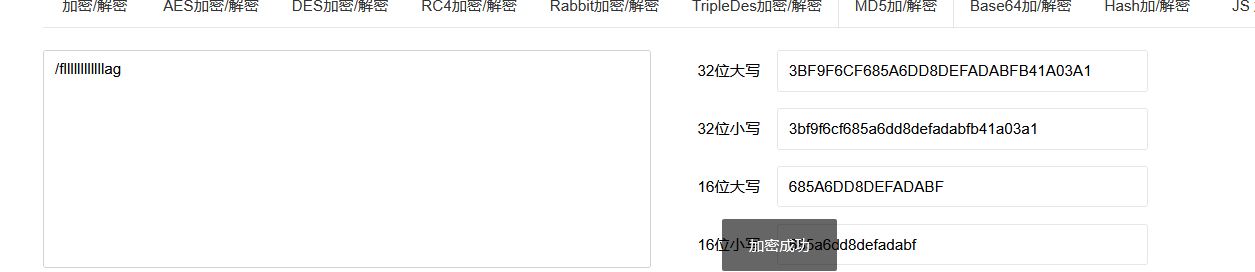 加密/解密 AES加密/解密 DES加密/解密 RC4加密/解密 Rabbit加密/解密 TripleDes加密/解密 MD5加/解密 Base64加/解密 Hash加/解密 JS
/fllllllllllllag
32位大写 3BF9F6CF685A6DD8DEFADABFB41A03A1
32位小写 3bf9f6cf685a6dd8defadabfb41a03a1
16位大写 685A6DD8DEFADABF
16位小写 685a6dd8defadabf
加密成功